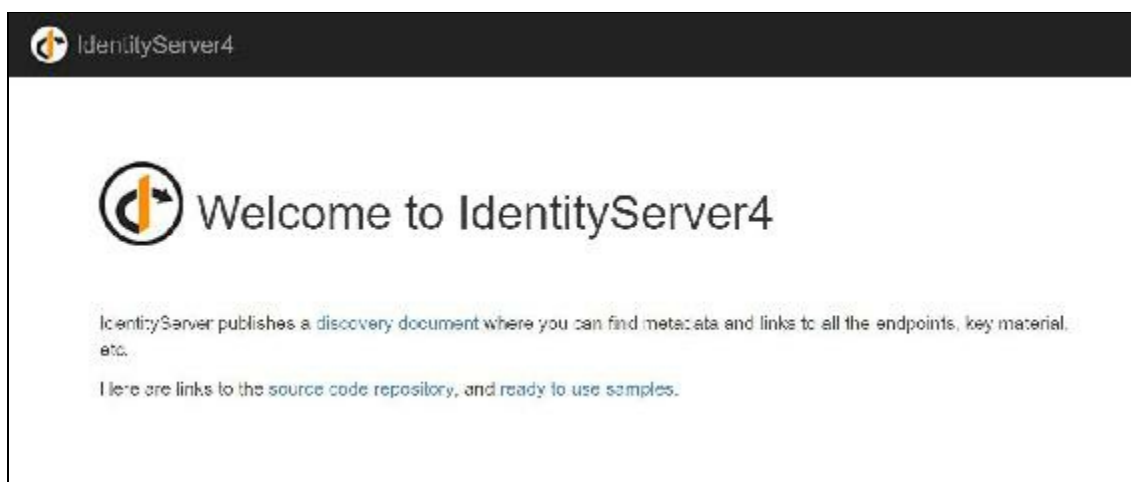 IdentityServer4
Welcome to IdentityServer4
IdentityServer publishes a discovery document where you can find metadata and links to all the endpoints, key material,
etc.
Here are links to the source code repository, and ready to use samples.